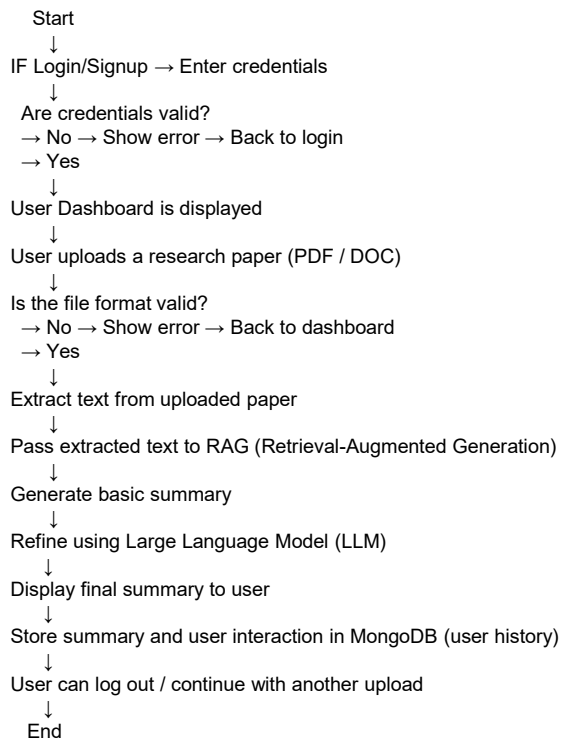 Start
↓
IF Login/Signup → Enter credentials
↓
Are credentials valid?
→ No → Show error → Back to login
→ Yes
↓
User Dashboard is displayed
↓
User uploads a research paper (PDF / DOC)
↓
Is the file format valid?
→ No → Show error → Back to dashboard
→ Yes
↓
Extract text from uploaded paper
↓
Pass extracted text to RAG (Retrieval-Augmented Generation)
↓
Generate basic summary
↓
Refine using Large Language Model (LLM)
↓
Display final summary to user
↓
Store summary and user interaction in MongoDB (user history)
↓
User can log out / continue with another upload
↓
End